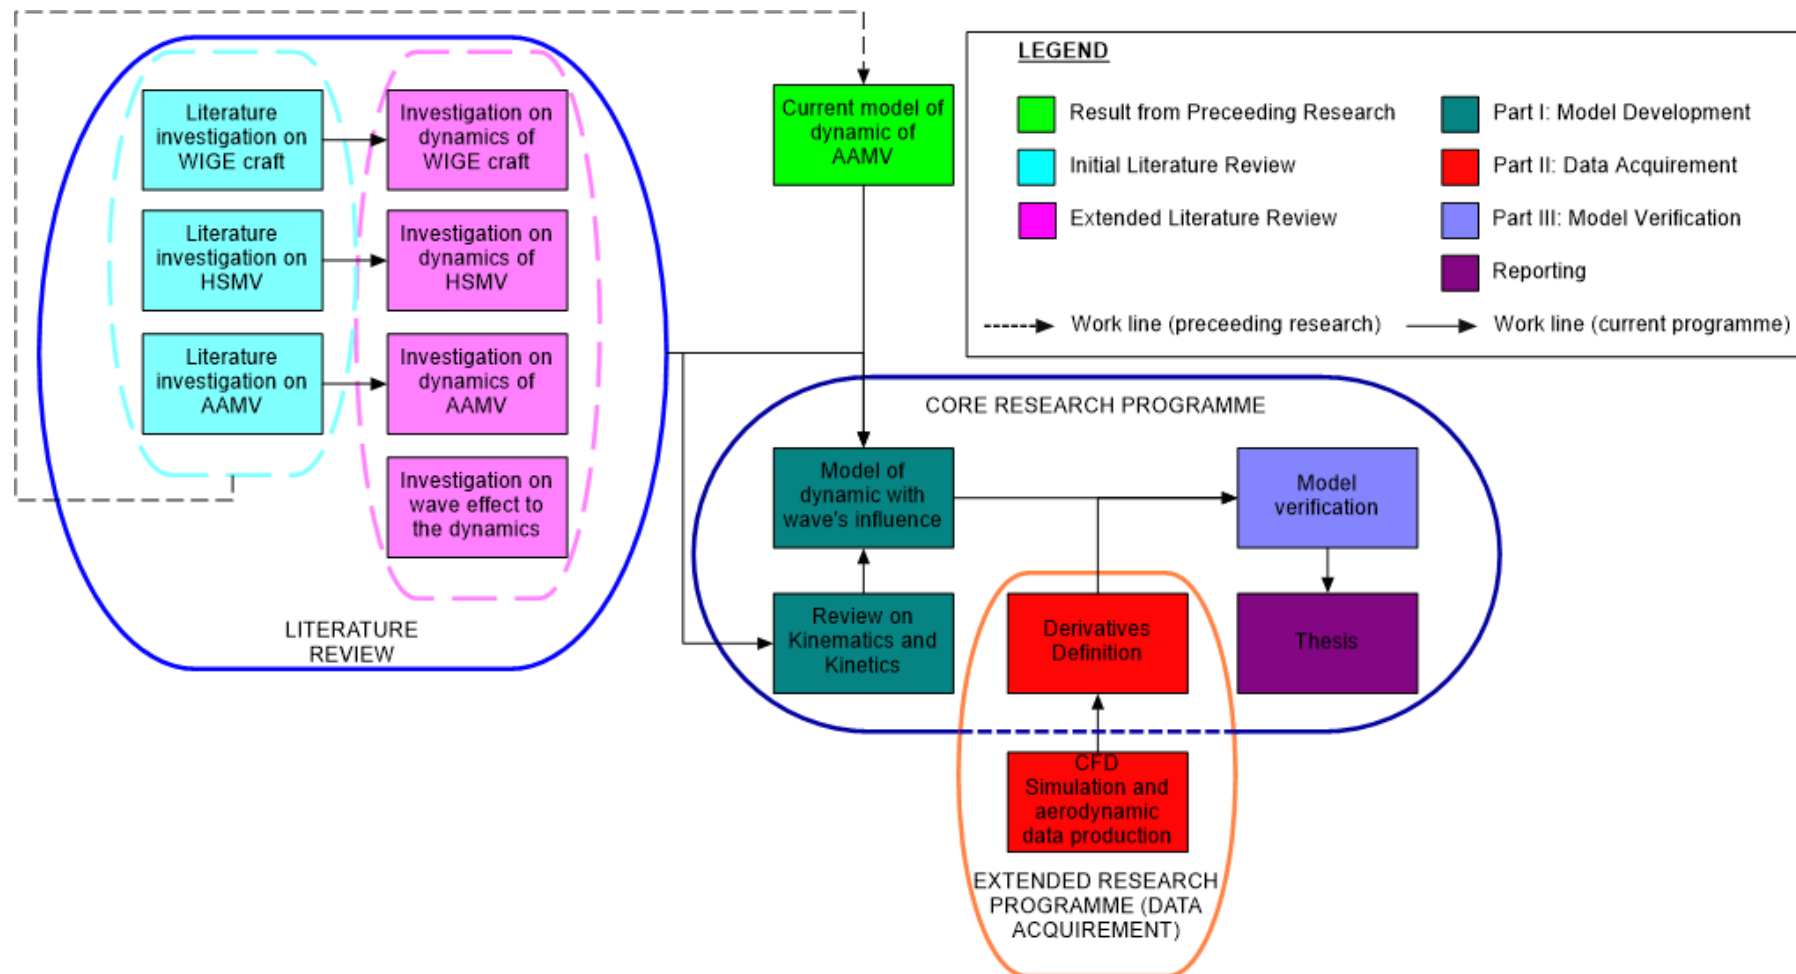 Literature
investigation on
WIGE craft
Investigation on
dynamics of
WIGE craft
Literature
investigation on
HSMV
Investigation on
dynamics of
HSMV
Literature
investigation on
AAMV
Investigation on
dynamics of
AAMV
Investigation on
wave effect to
the dynamics
LITERATURE
REVIEW
Current model of
dynamic of
AAMV
LEGEND
Result from Preceeding Research
Initial Literature Review
Extended Literature Review
Part I: Model Development
Part II: Data Acquirement
Part III: Model Verification
Reporting
Work line (preceeding research)
Work line (current programme)
CORE RESEARCH PROGRAMME
Model of
dynamic with
wave's influence
Model
verification
Review on
Kinematics and
Kinetics
Derivatives
Definition
Thesis
CFD
Simulation and
aerodynamic
data production
EXTENDED RESEARCH
PROGRAMME (DATA
ACQUIREMENT)